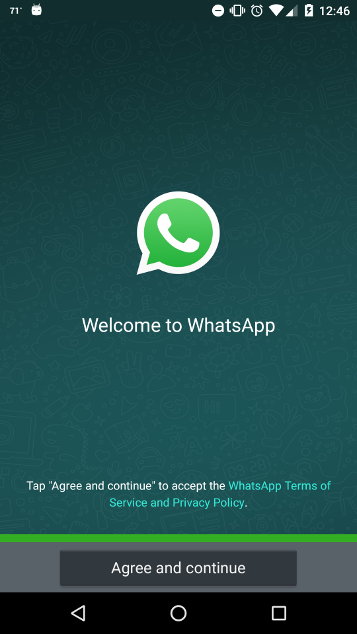 71° 12:46
Welcome to WhatsApp
Tap "Agree and continue" to accept the WhatsApp Terms of
Service and Privacy Policy.
Agree and continue